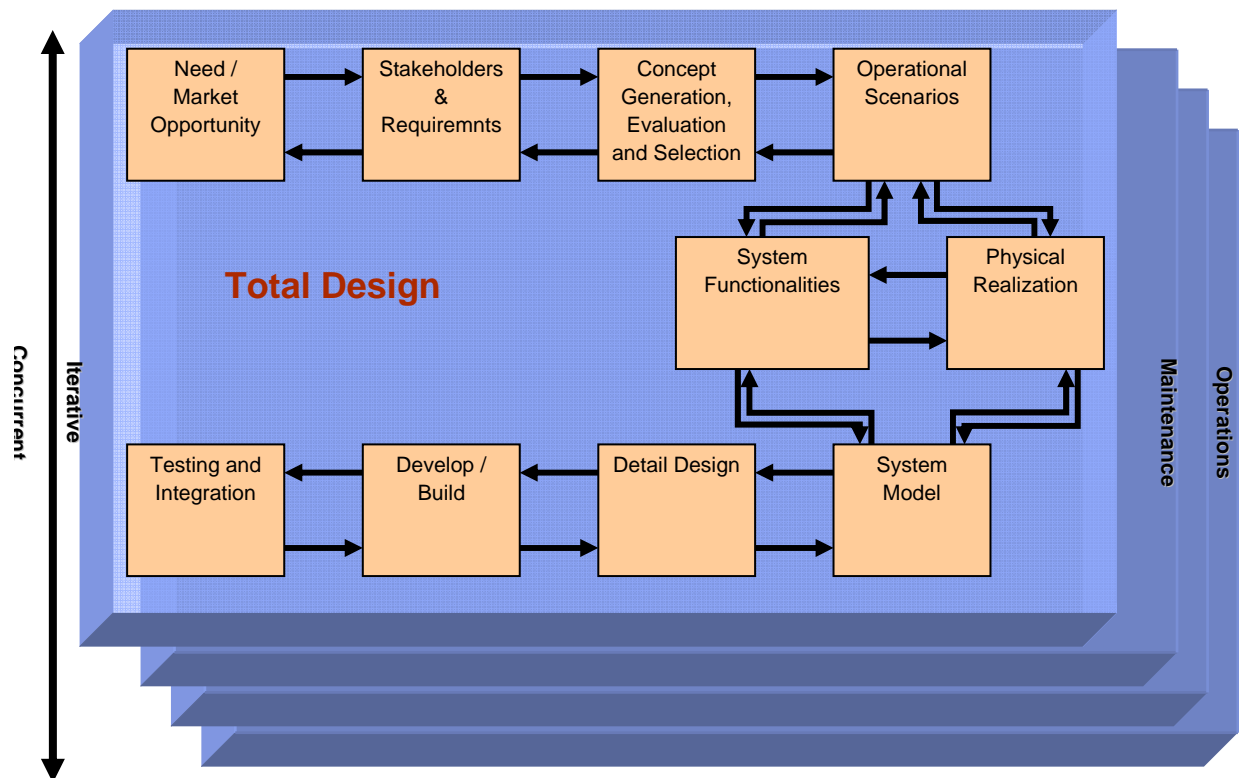 Need /
Market
Opportunity
Stakeholders
&
Requiremnts
Concept
Generation,
Evaluation
and Selection
Operational
Scenarios
System
Functionalities
Physical
Realization
Total Design
Concurrent
Iterative
Maintenance
Operations
Testing and
Integration
Develop /
Build
Detail Design
System
Model